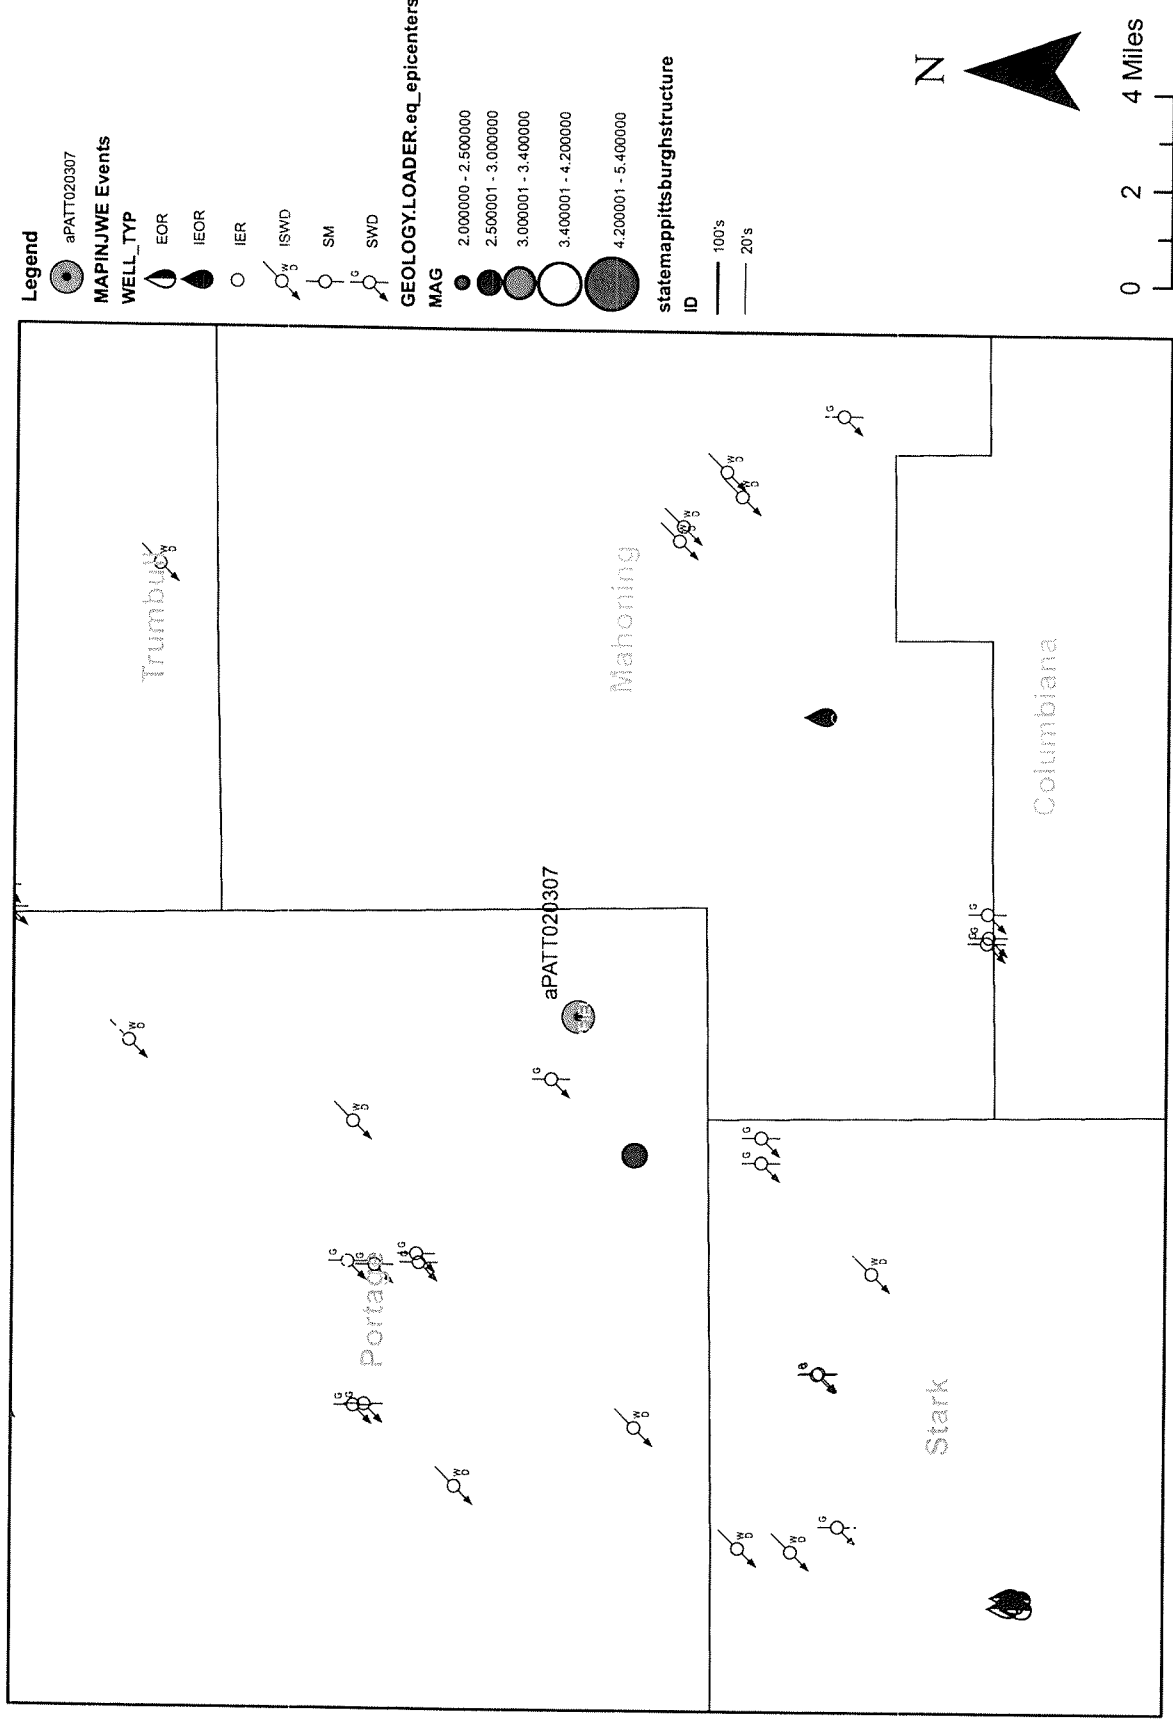 Legend
aPATT020307
MAPINJWE Events
WELL_TYP
EOR
IEOR
IER
ISWD
SM
SWD
GEOLOGY.LOADER.eq_epicenters
MAG
2.000000 - 2.500000
2.500001 - 3.000000
3.000001 - 3.400000
3.400001 - 4.200000
4.200001 - 5.400000
statemappittsburghstructure
ID
100's
20's
N
0 2 4 Miles
Trumbull
Mahoning
Columbiana
aPATT020307
Portage
Stark